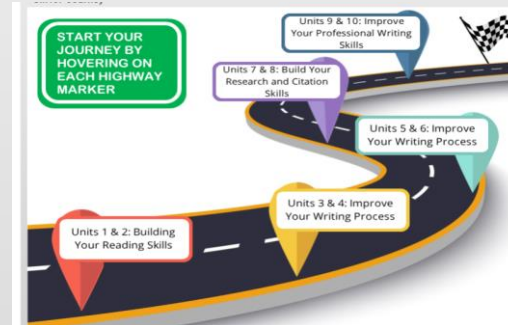 START YOUR
JOURNEY BY
HOVERING ON
EACH HIGHWAY
MARKER
Units 9 & 10: Improve
Your Professional Writing
Skills
Units 7 & 8: Build Your
Research and Citation
Skills
Units 5 & 6: Improve
Your Writing Process
Units 3 & 4: Improve
Your Writing Process
Units 1 & 2: Building
Your Reading Skills